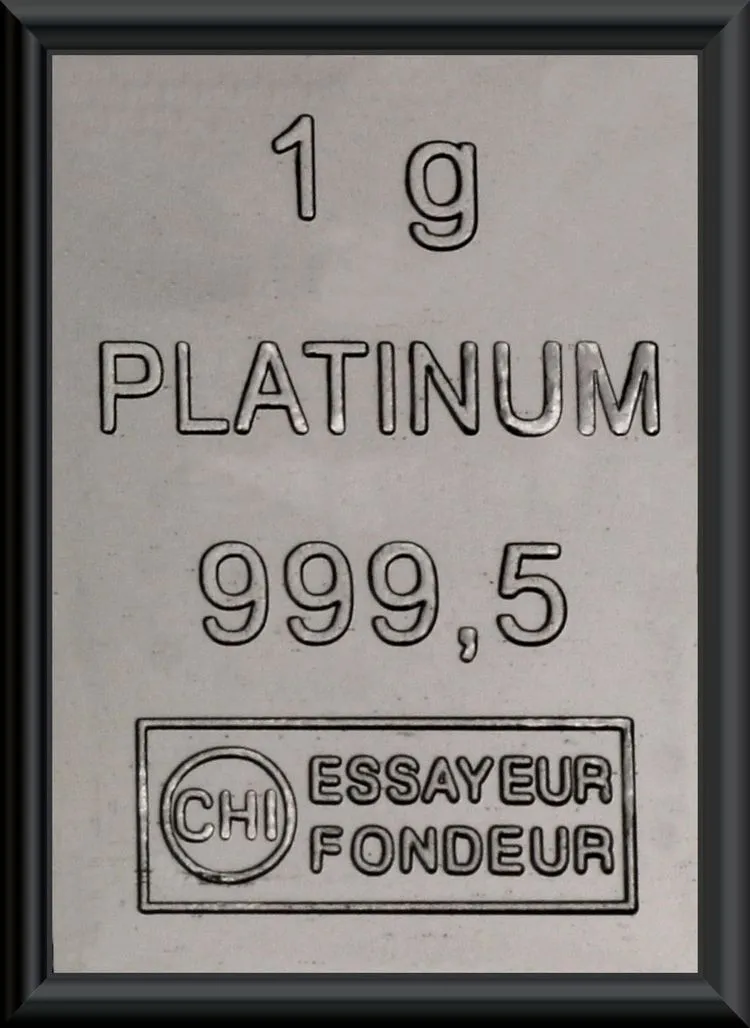 1 g
PLATINUM
999,5
CHI
ESSAYEUR
FONDEUR